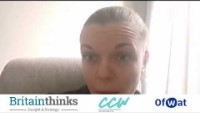 Britainthinks
Insight & Strategy
CCW
Ofwat